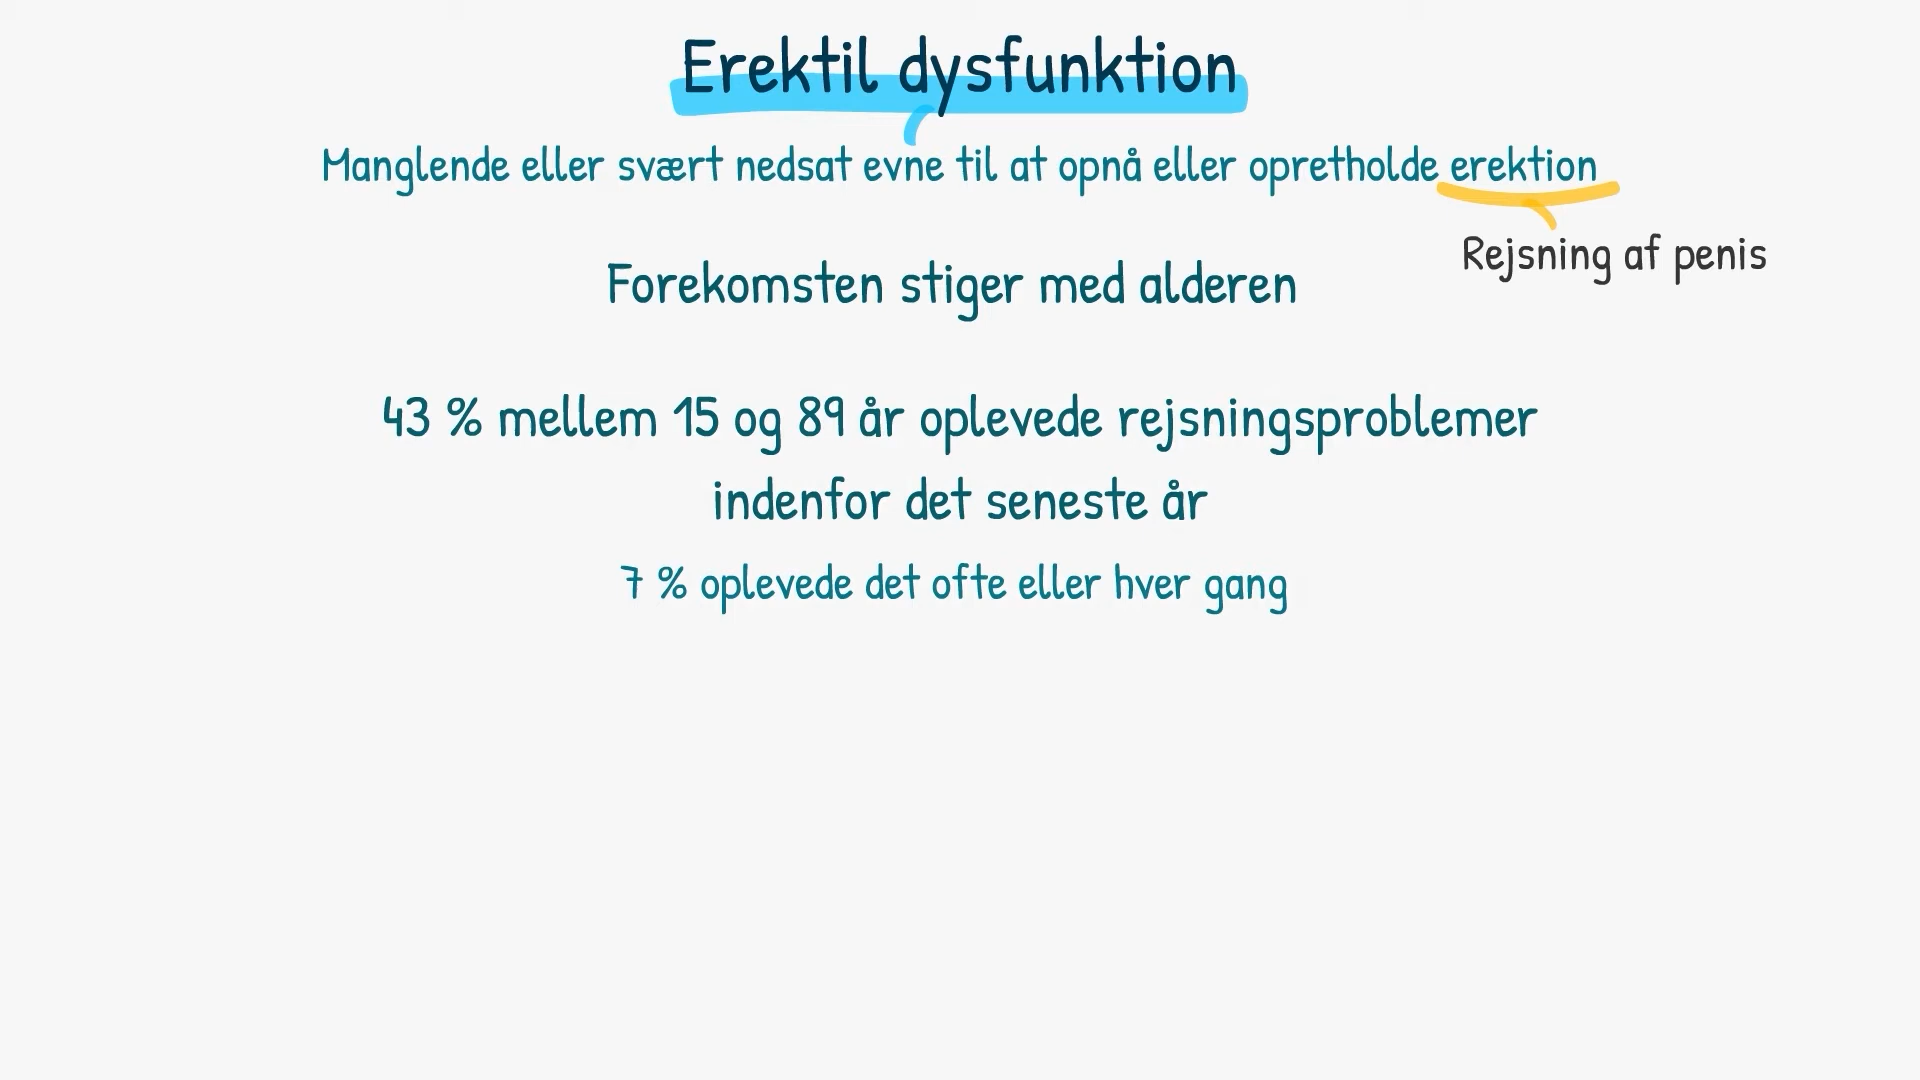 Erektil dysfunktion
Manglende eller svært nedsat evne til at opnå eller opretholde erektion
Rejsning af penis
Forekomsten stiger med alderen
43 % mellem 15 og 89 år oplevede rejsningsproblemer
indenfor det seneste år
7 % oplevede det ofte eller hver gang